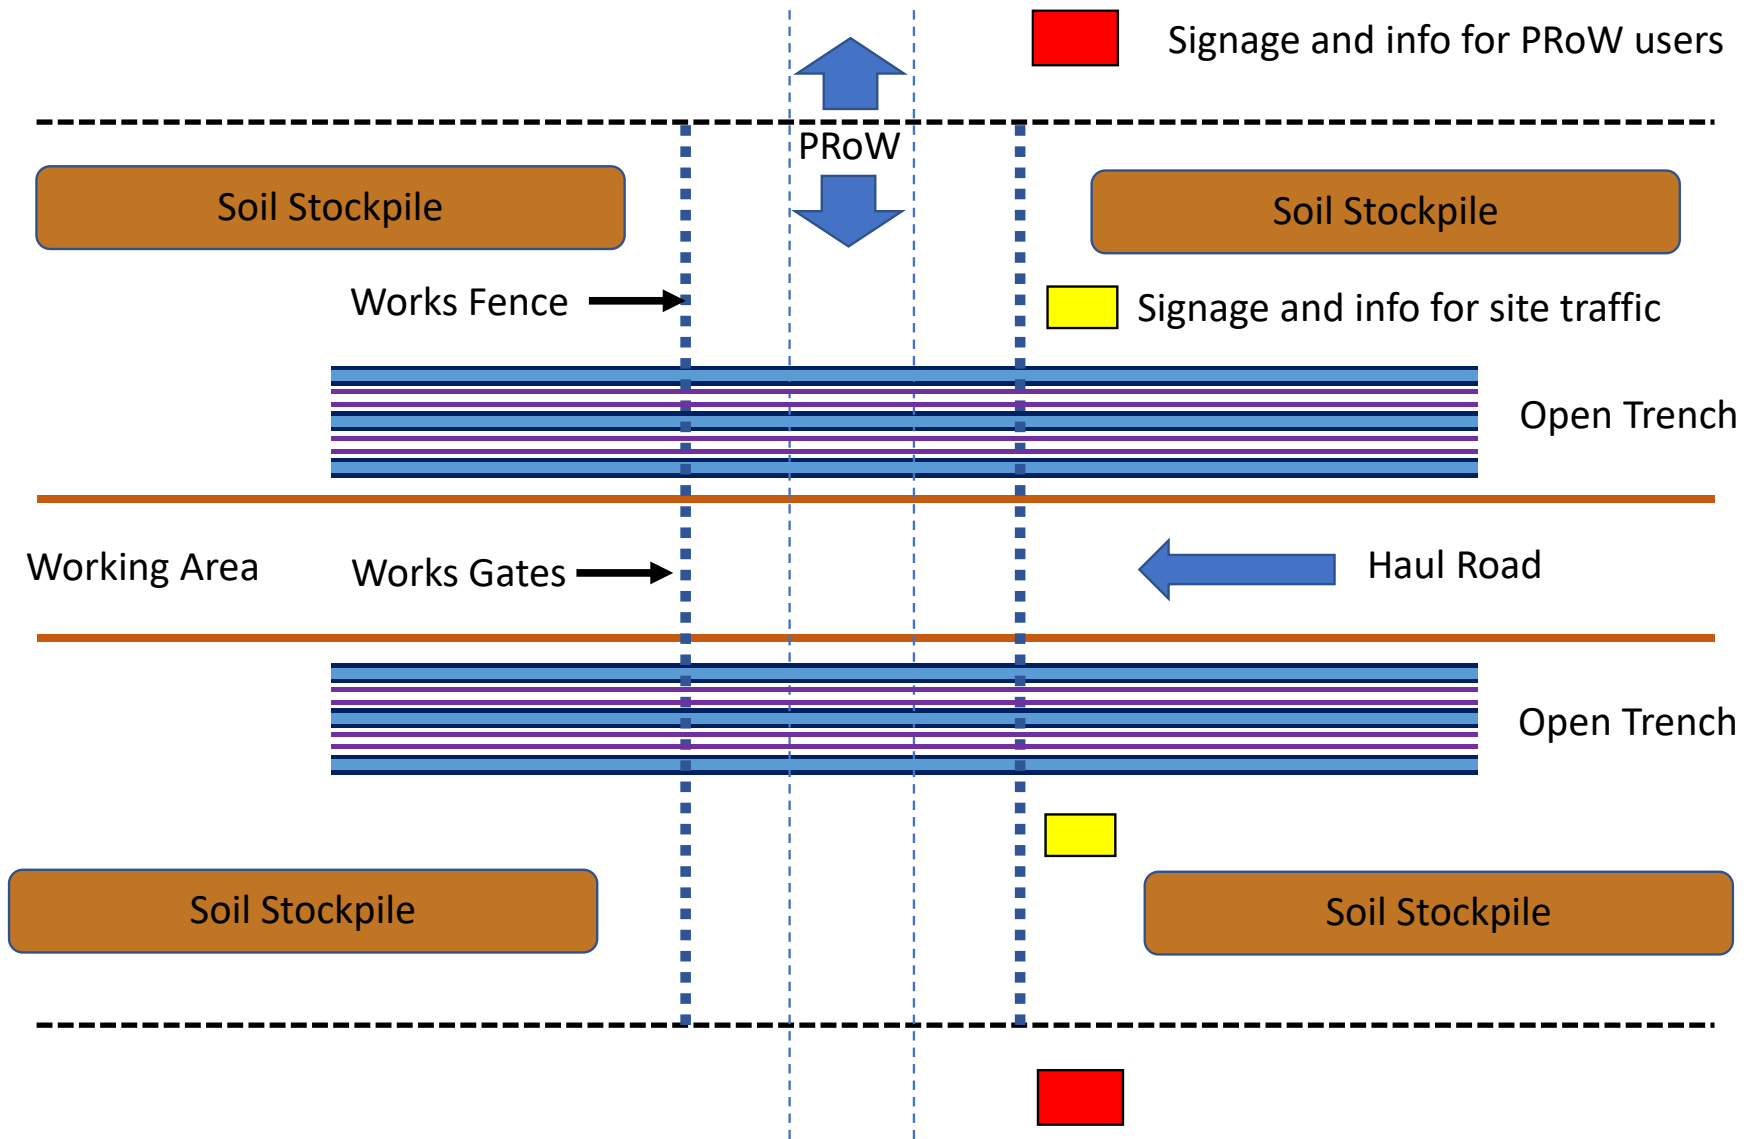 Signage and info for PRoW users
PRoW
Soil Stockpile
Soil Stockpile
Works Fence
Signage and info for site traffic
Open Trench
Working Area
Works Gates
Haul Road
Open Trench
Soil Stockpile
Soil Stockpile